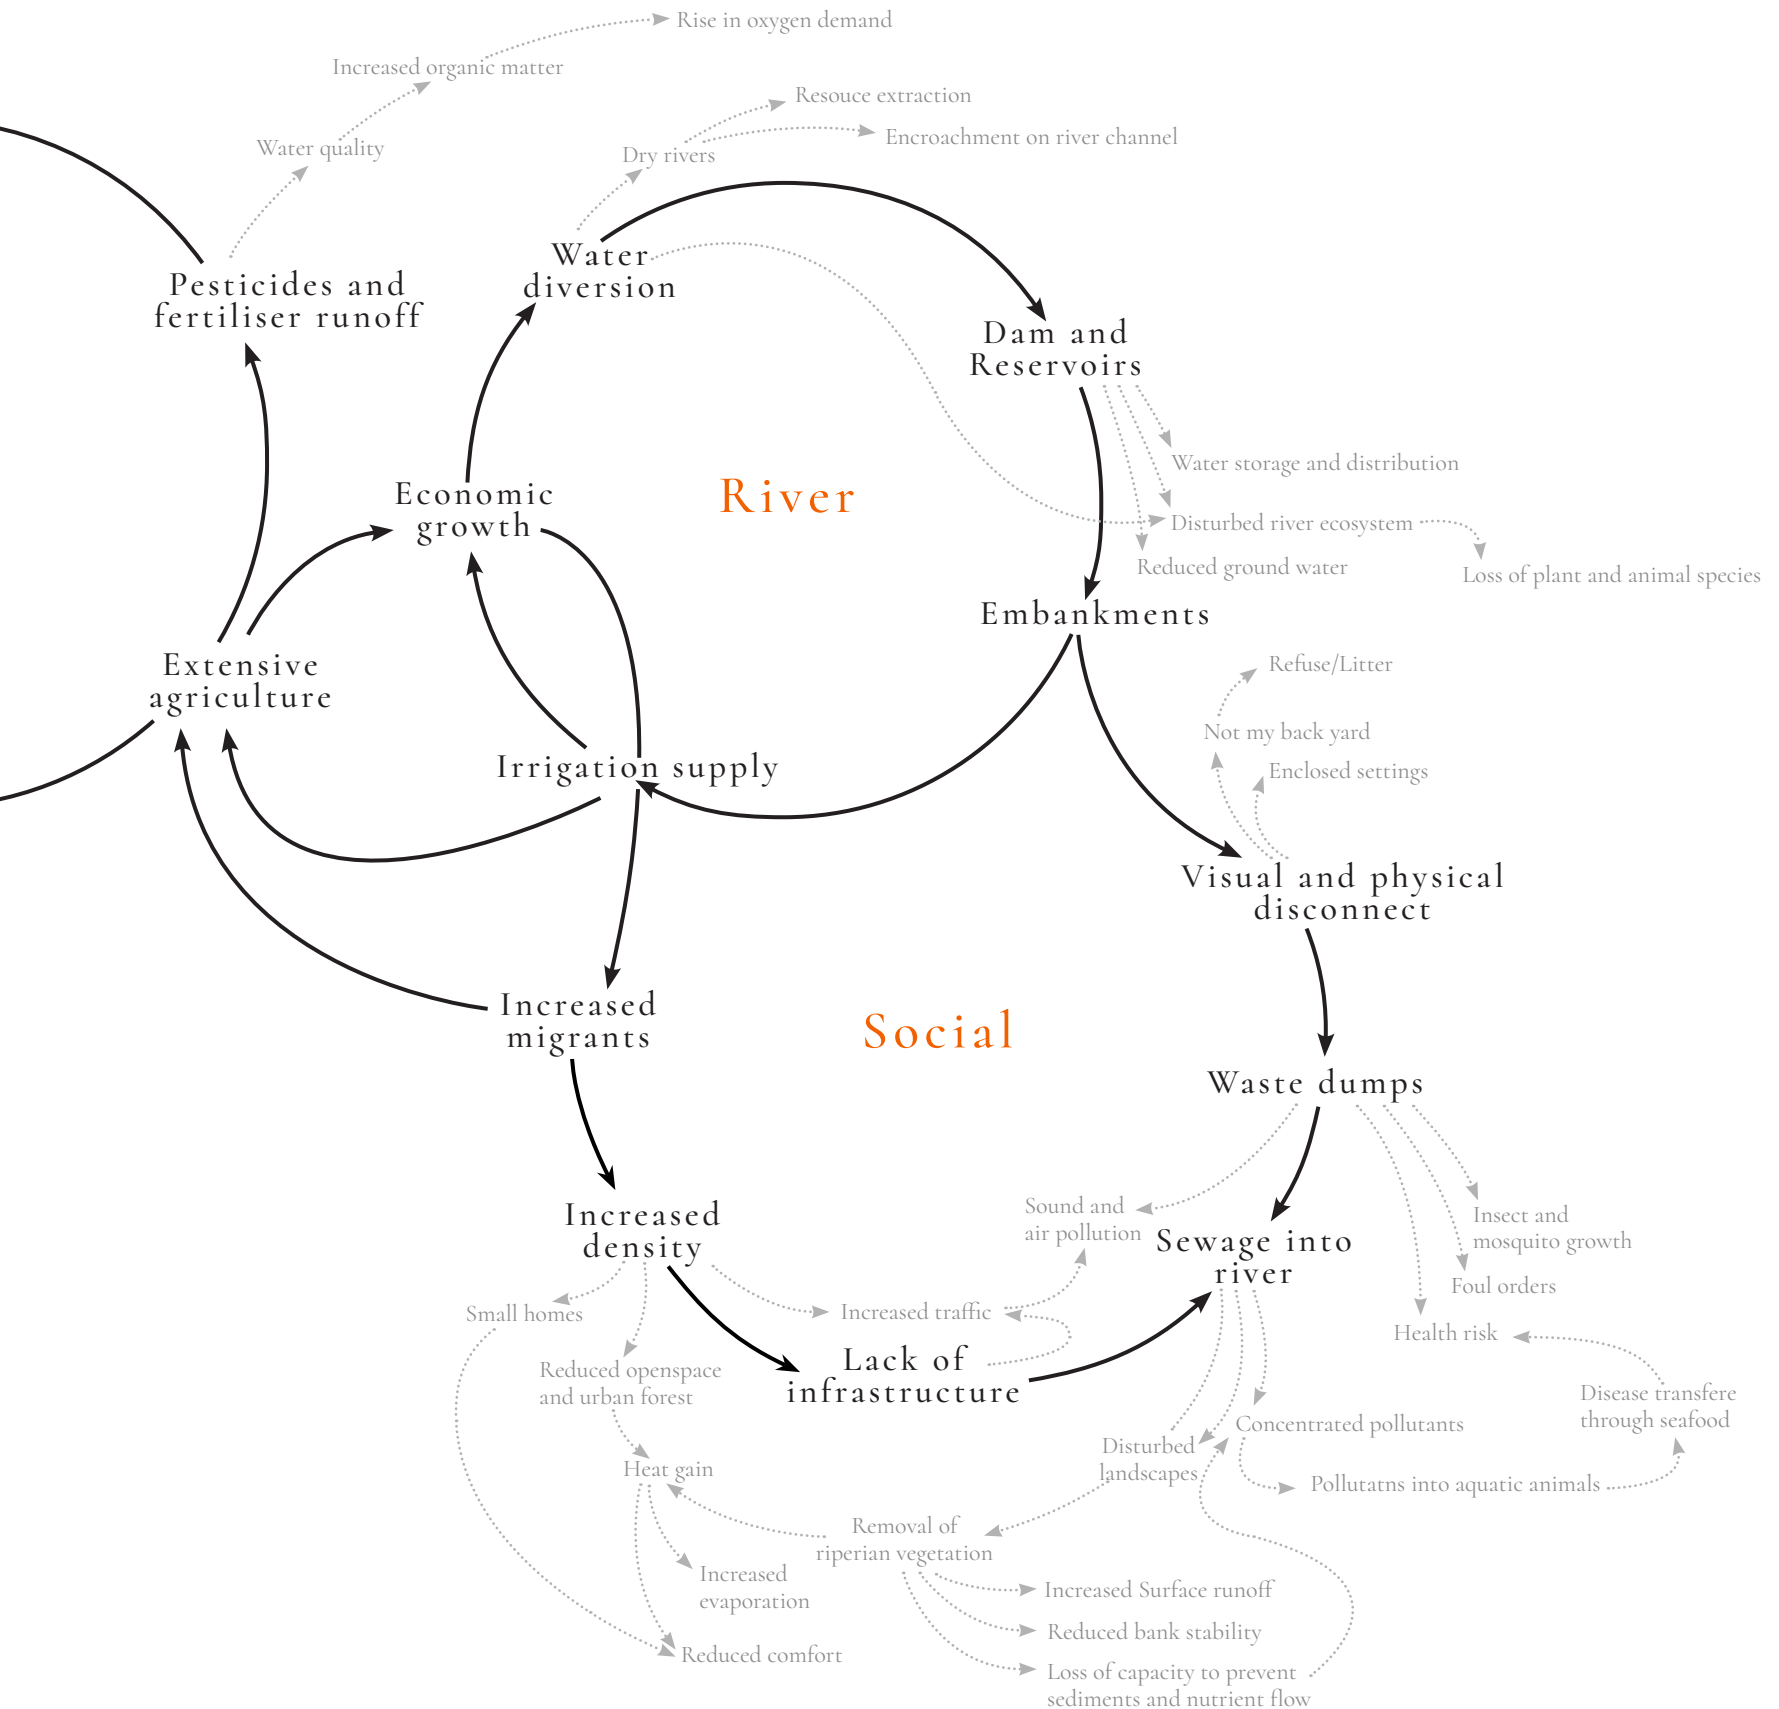 Rise in oxygen demand
Increased organic matter
Resouce extraction
Encroachment on river channel
Water quality
Dry rivers
Water
diversion
Pesticides and
fertiliser runoff
Dam and
Reservoirs
Water storage and distribution
Economic
growth
River
Disturbed river ecosystem
Reduced ground water
Loss of plant and animal species
Embankments
Extensive
agriculture
Refuse/Litter
Not my back yard
Enclosed settings
Irrigation supply
Visual and physical
disconnect
Increased
migrants
Social
Waste dumps
Increased
density
Sound and
air pollution
Sewage into
river
Insect and
mosquito growth
Foul orders
Small homes
Increased traffic
Health risk
Reduced openspace
and urban forest
Lack of
infrastructure
Disease transfere
through seafood
Concentrated pollutants
Disturbed
landscapes
Heat gain
Pollutatns into aquatic animals
Removal of
riperian vegetation
Increased
evaporation
Increased Surface runoff
Reduced bank stability
Reduced comfort
Loss of capacity to prevent
sediments and nutrient flow